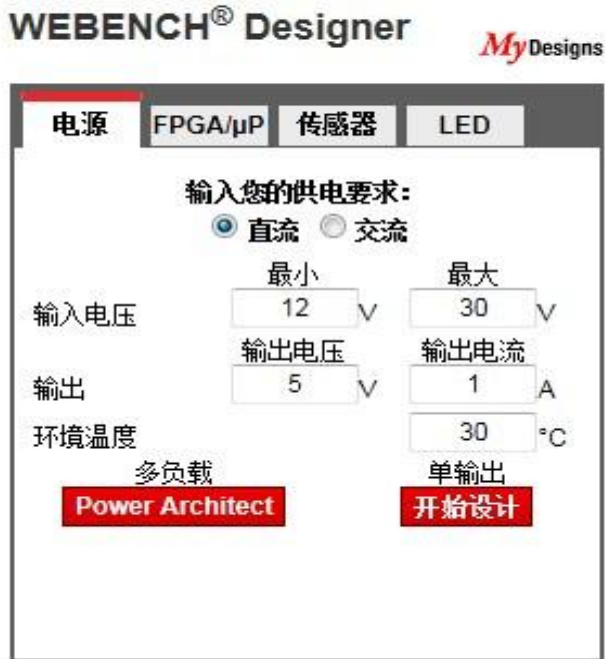 WEBENCH® Designer
MyDesigns
电源 FPGA/μP 传感器 LED
输入您的供电要求：
直流 交流
最小 最大
输入电压 12 V 30 V
输出电压 输出电流
输出 5 V 1 A
环境温度 30 °C
多负载 单输出
Power Architect 开始设计